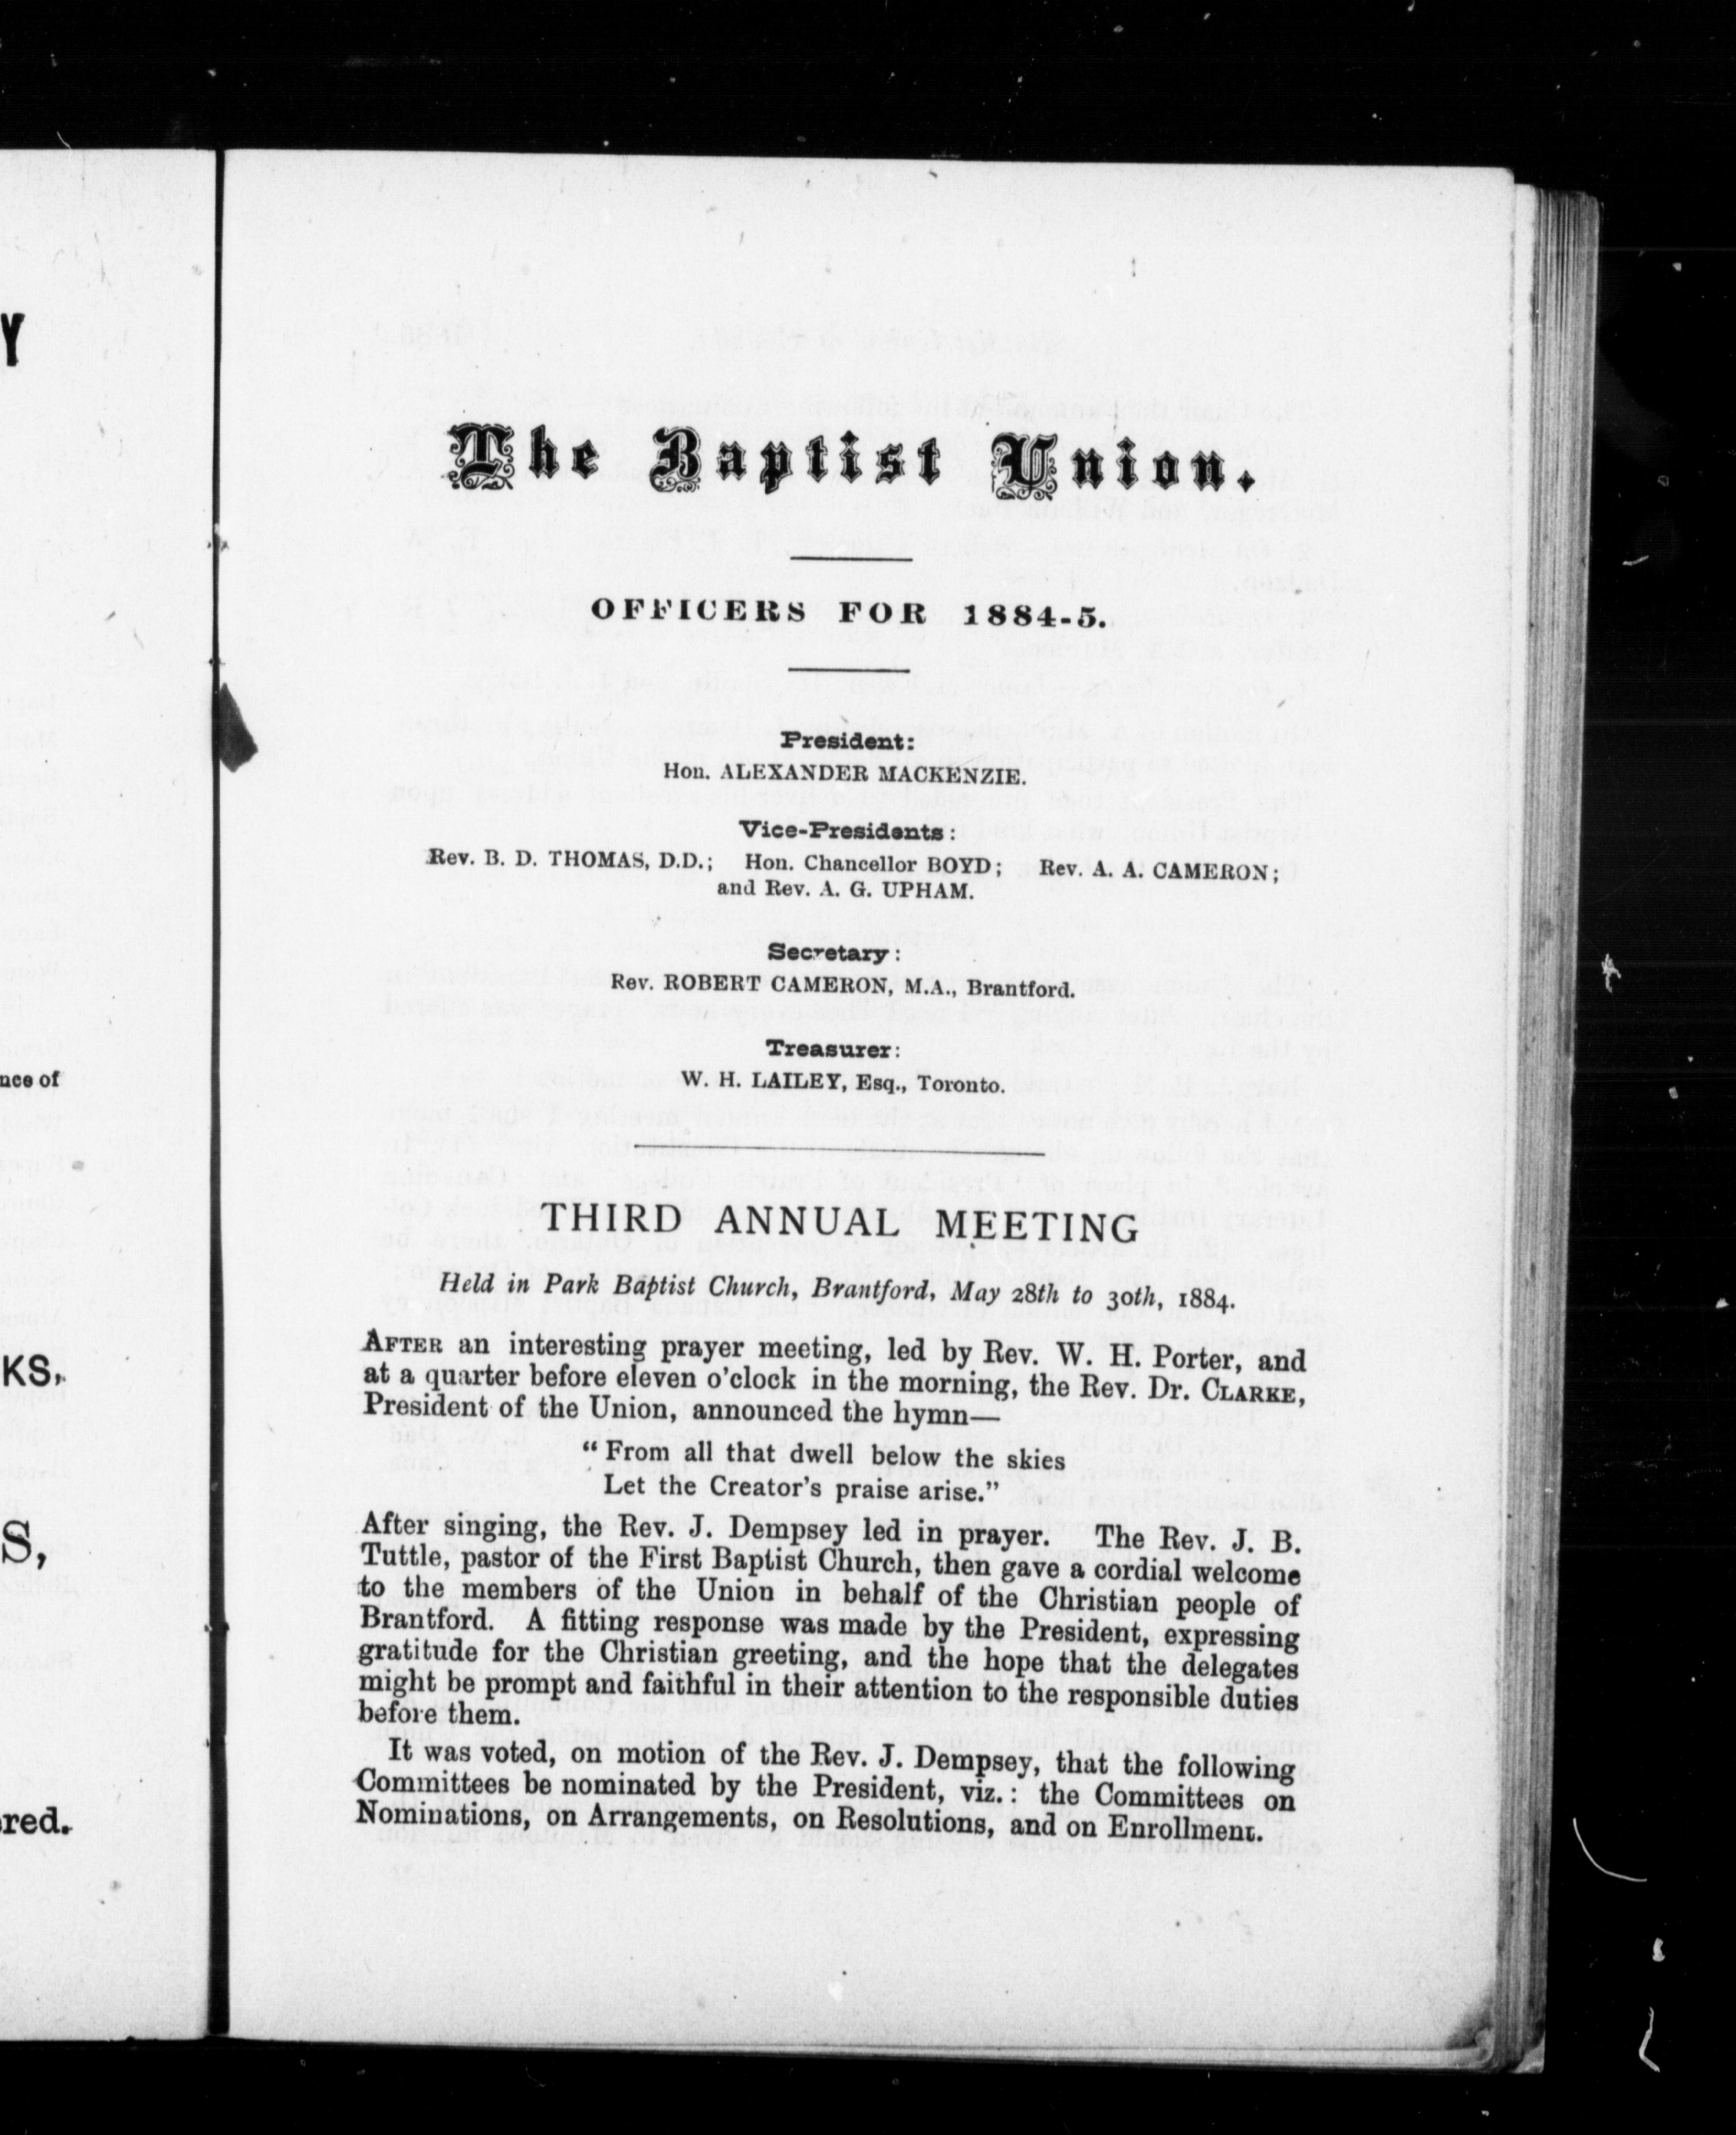 The Baptist Union.
OFFICERS FOR 1884-5.
President:
Hon. ALEXANDER MACKENZIE.
Vice-Presidents:
Rev. B. D. THOMAS, D.D.; Hon. Chancellor BOYD; Rev. A. A. CAMERON;
and Rev. A. G. UPHAM.
Secretary:
Rev. ROBERT CAMERON, M.A., Brantford.
Treasurer:
W. H. LAILEY, Esq., Toronto.
THIRD ANNUAL MEETING
Held in Park Baptist Church, Brantford, May 28th to 30th, 1884.
AFTER an interesting prayer meeting, led by Rev. W. H. Porter, and
at a quarter before eleven o'clock in the morning, the Rev. Dr. CLARKE,
President of the Union, announced the hymn—
"From all that dwell below the skies
Let the Creator's praise arise."
After singing, the Rev. J. Dempsey led in prayer. The Rev. J. B.
Tuttle, pastor of the First Baptist Church, then gave a cordial welcome
to the members of the Union in behalf of the Christian people of
Brantford. A fitting response was made by the President, expressing
gratitude for the Christian greeting, and the hope that the delegates
might be prompt and faithful in their attention to the responsible duties
before them.
It was voted, on motion of the Rev. J. Dempsey, that the following
Committees be nominated by the President, viz.: the Committees on
Nominations, on Arrangements, on Resolutions, and on Enrollment.